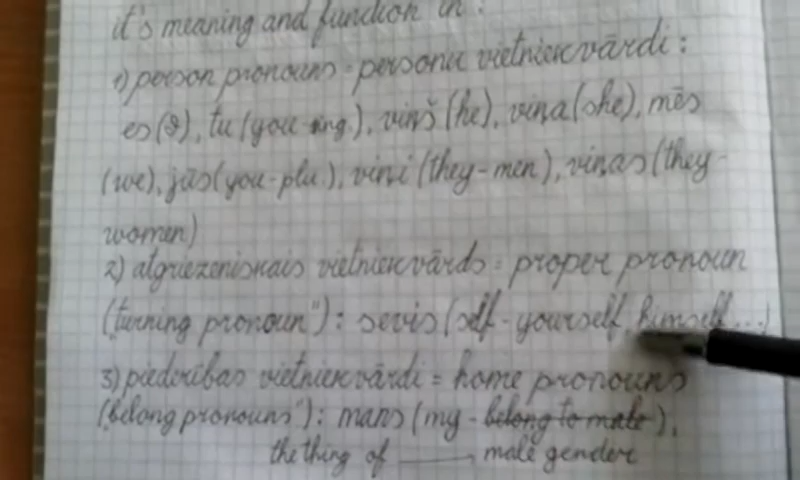 it's meaning and function in:
1) person pronouns = personu vietniekvārdi:
es (I), tu (you-sing.), viņš (he), viņa (she), mēs
(we), jūs (you-plu.), viņi (they-men), viņas (they-
women)
2) atgriezeniskais vietniekvārds = proper pronoun
("turning pronoun"): sevis (self-yourself, himself...)
3) piederības vietniekvārdi = home pronouns
("belong pronouns"): mans (my - belong to male),
the thing of ____ male gender